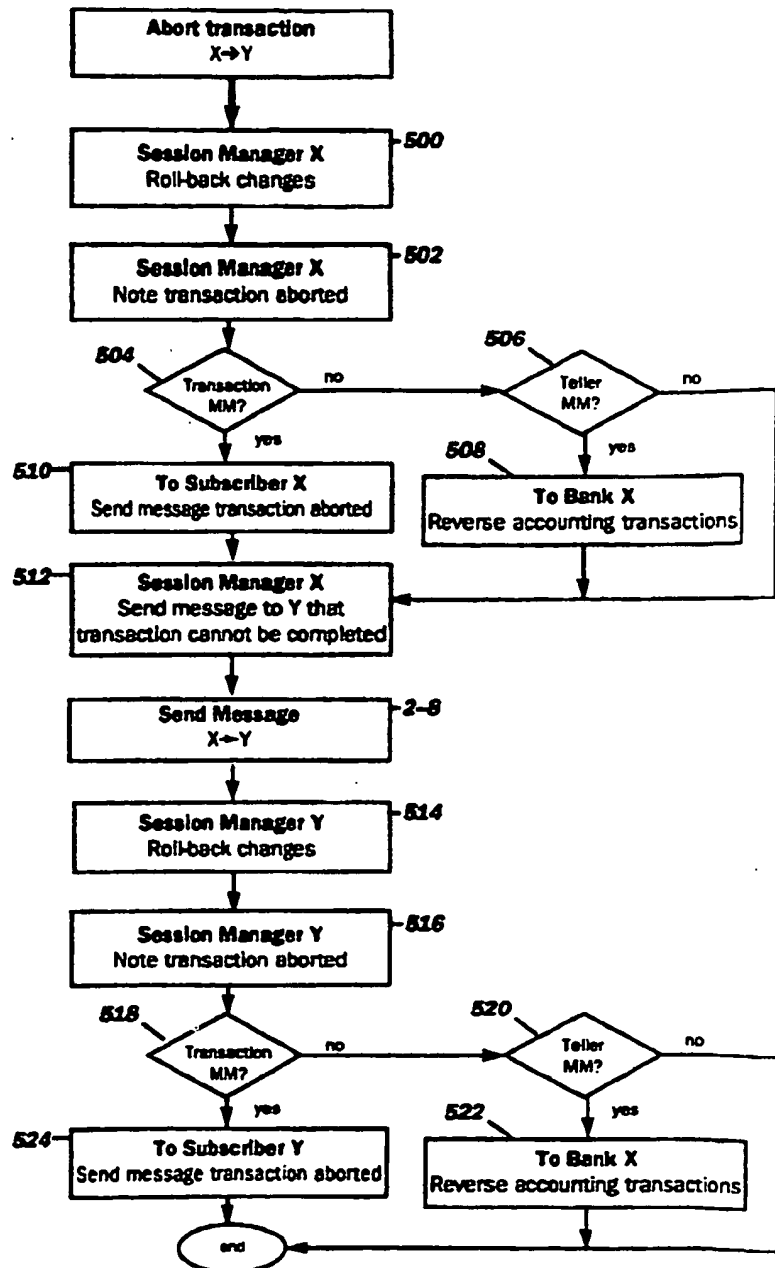 Abort transaction
X→Y
500
Session Manager X
Roll-back changes
502
Session Manager X
Note transaction aborted
504
Transaction
MM?
no
yes
506
Teller
MM?
no
yes
508
To Bank X
Reverse accounting transactions
510
To Subscriber X
Send message transaction aborted
512
Session Manager X
Send message to Y that
transaction cannot be completed
2-8
Send Message
X→Y
514
Session Manager Y
Roll-back changes
516
Session Manager Y
Note transaction aborted
518
Transaction
MM?
no
yes
520
Teller
MM?
no
yes
522
To Bank X
Reverse accounting transactions
524
To Subscriber Y
Send message transaction aborted
end